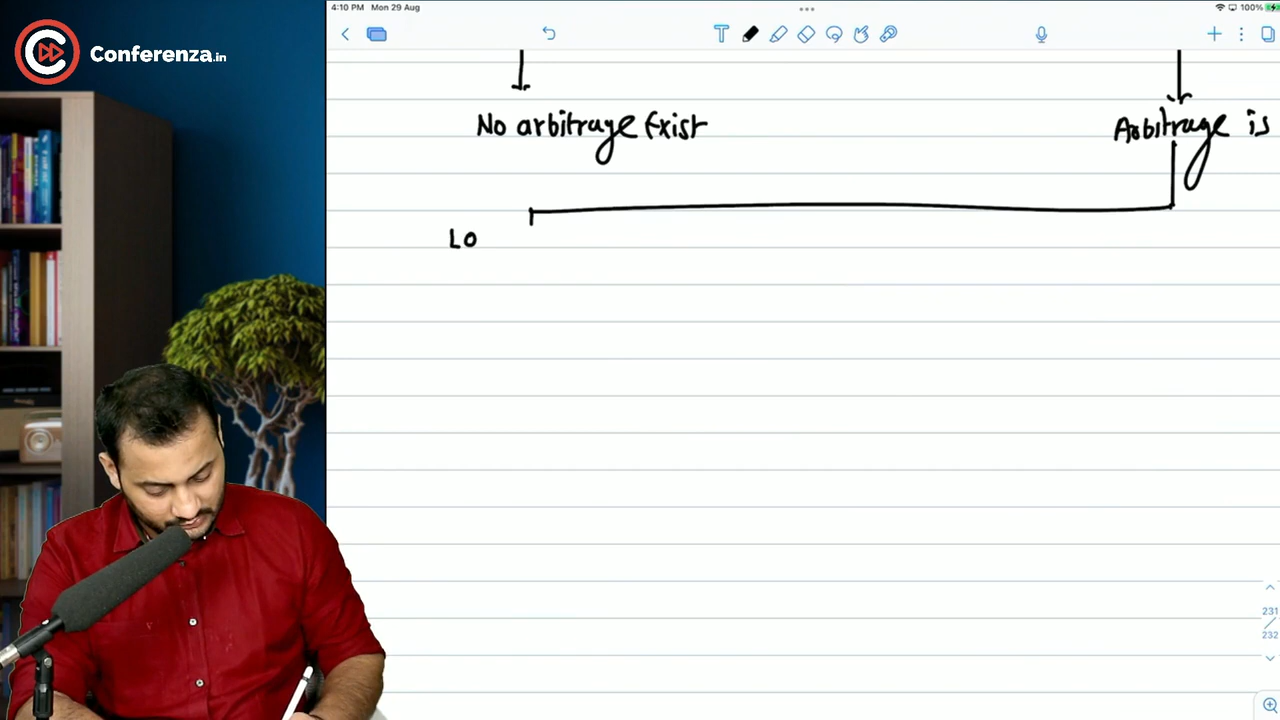 4:10 PM Mon 29 Aug
100%
Conferenza.in
No arbitrage Exist
Arbitrage is
LO
231
232